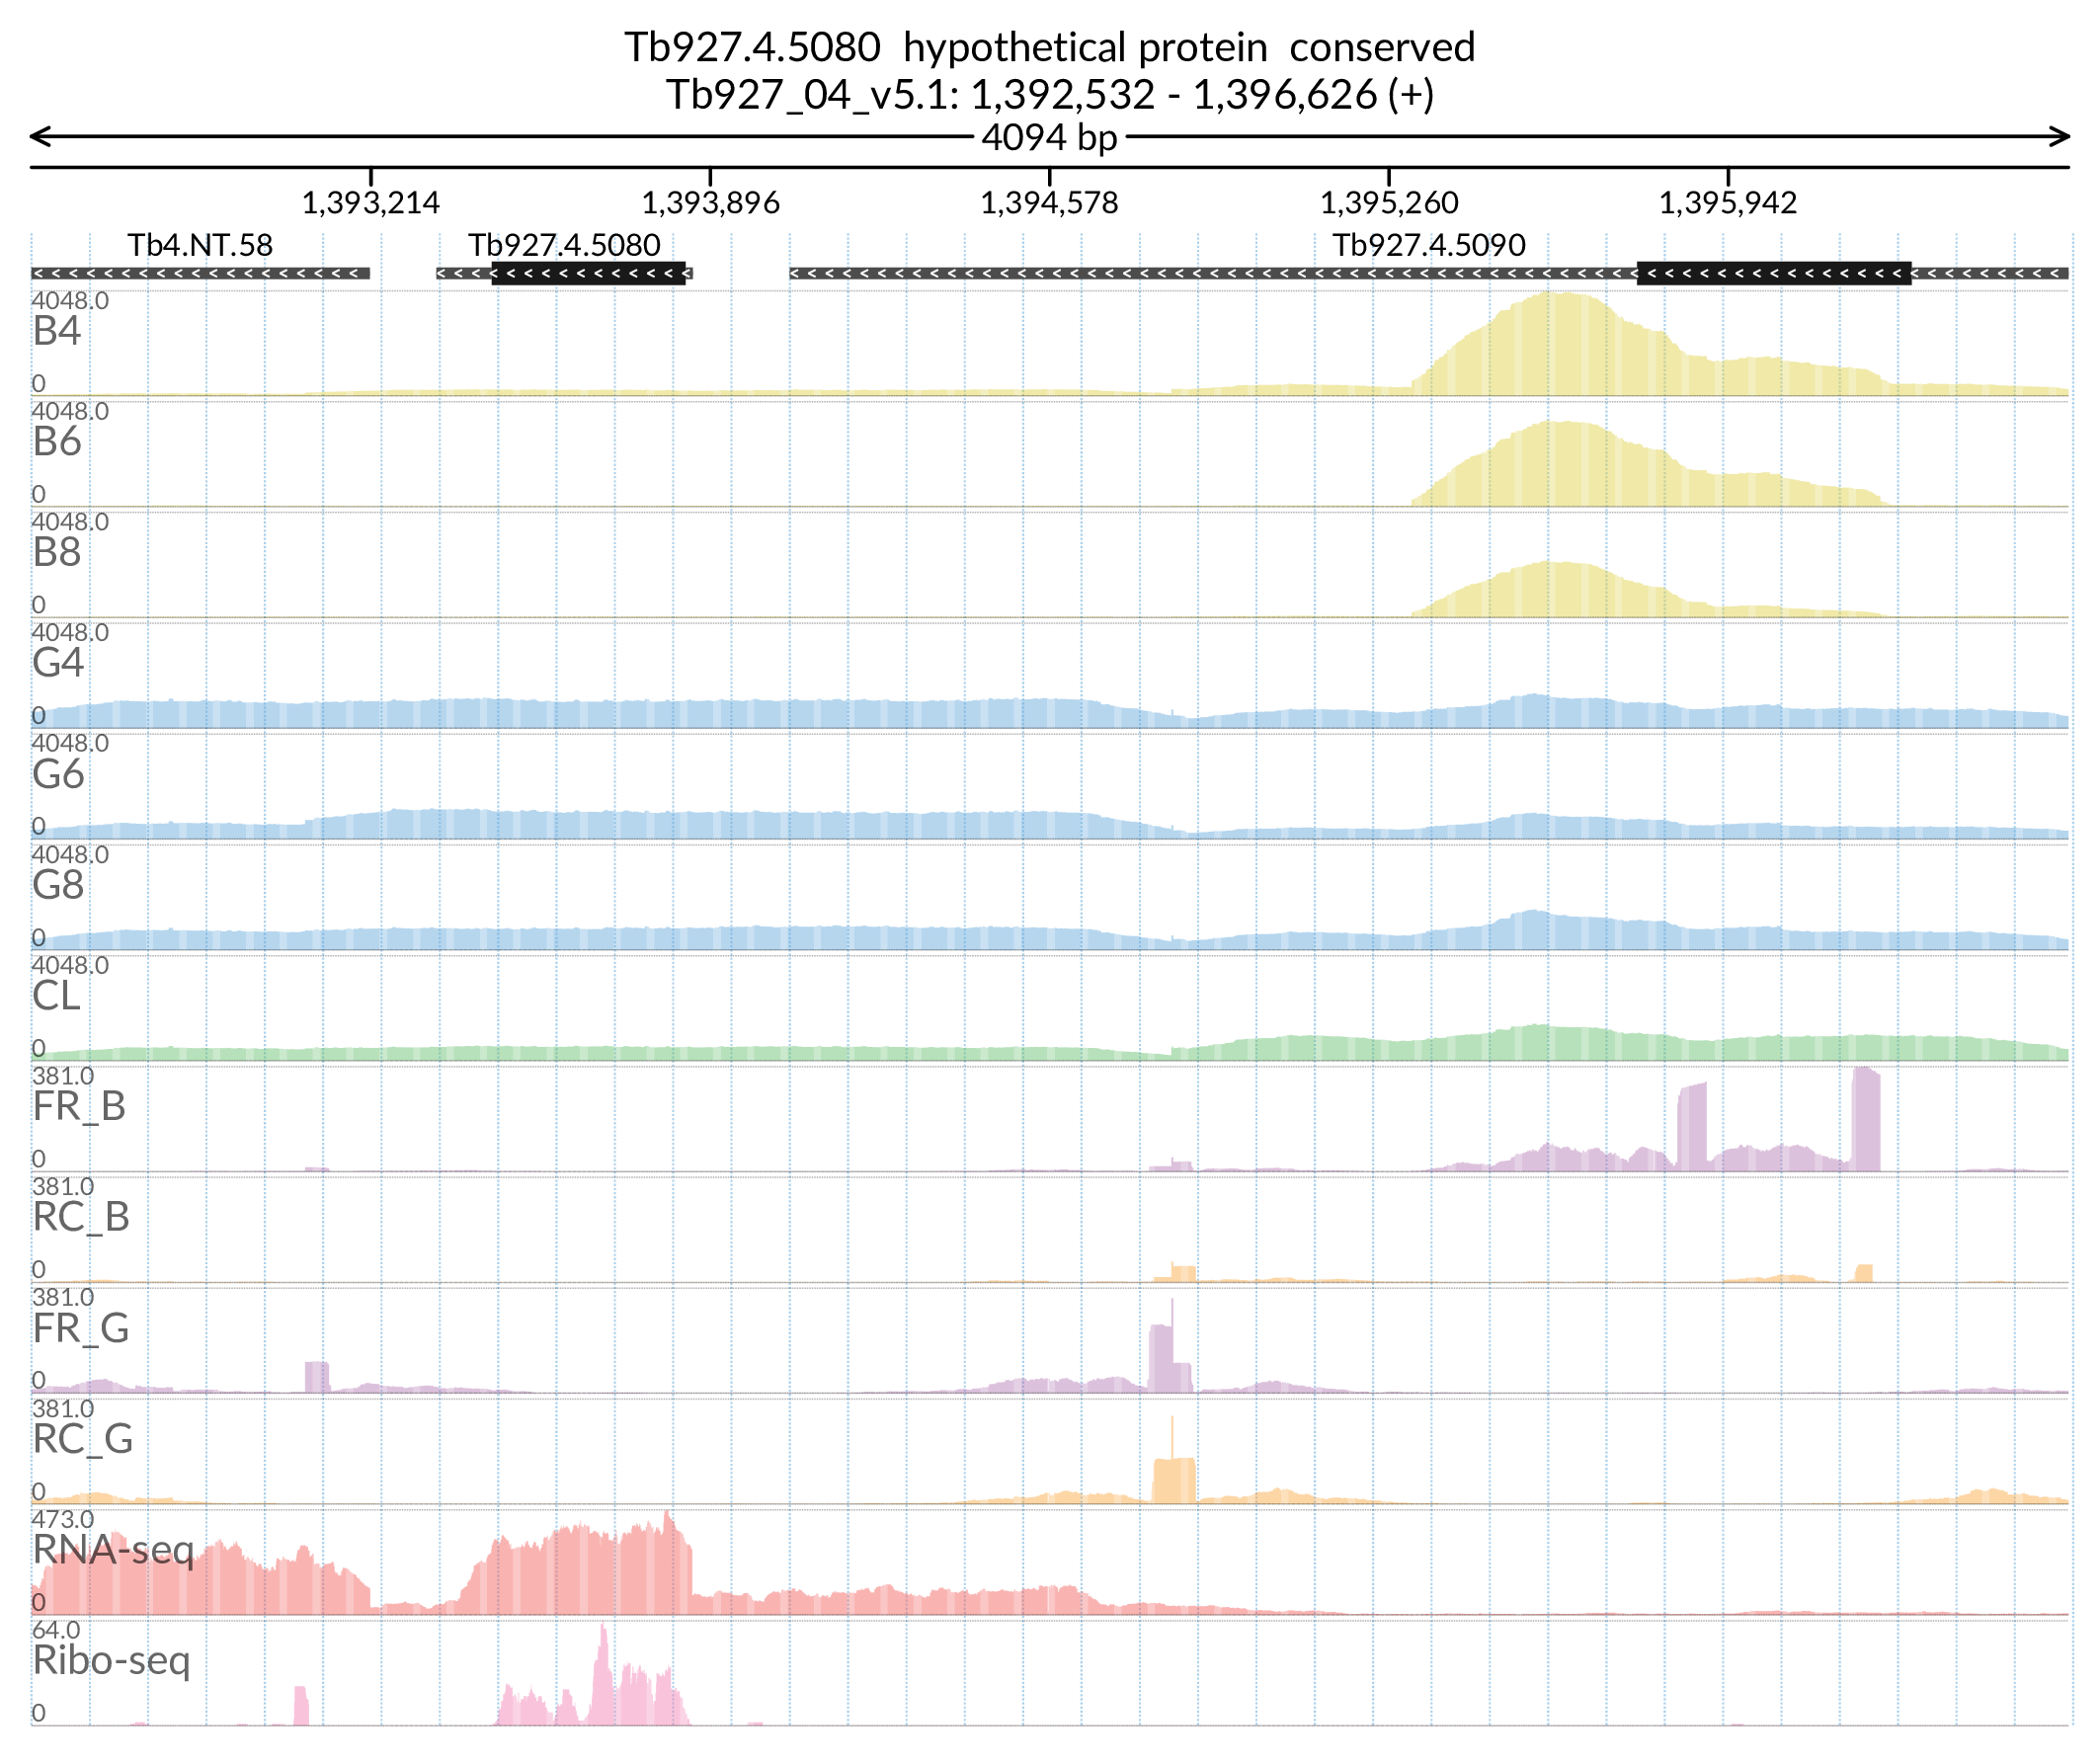 Tb927.4.5080 hypothetical protein conserved
Tb927_04_v5.1: 1,392,532 - 1,396,626 (+)
4094 bp
1,393,214 1,393,896 1,394,578 1,395,260 1,395,942
Tb4.NT.58 Tb927.4.5080 Tb927.4.5090
4048.0
B4
0
4048.0
B6
0
4048.0
B8
0
4048.0
G4
0
4048.0
G6
0
4048.0
G8
0
4048.0
CL
0
381.0
FR_B
0
381.0
RC_B
0
381.0
FR_G
0
381.0
RC_G
0
473.0
RNA-seq
0
64.0
Ribo-seq
0